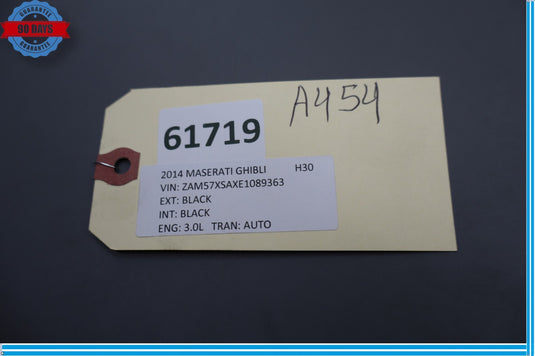 GUARANTEE
90 DAYS
GUARANTEE
A454
61719
2014 MASERATI GHIBLI H30
VIN: ZAM57XSAXE1089363
EXT: BLACK
INT: BLACK
ENG: 3.0L TRAN: AUTO